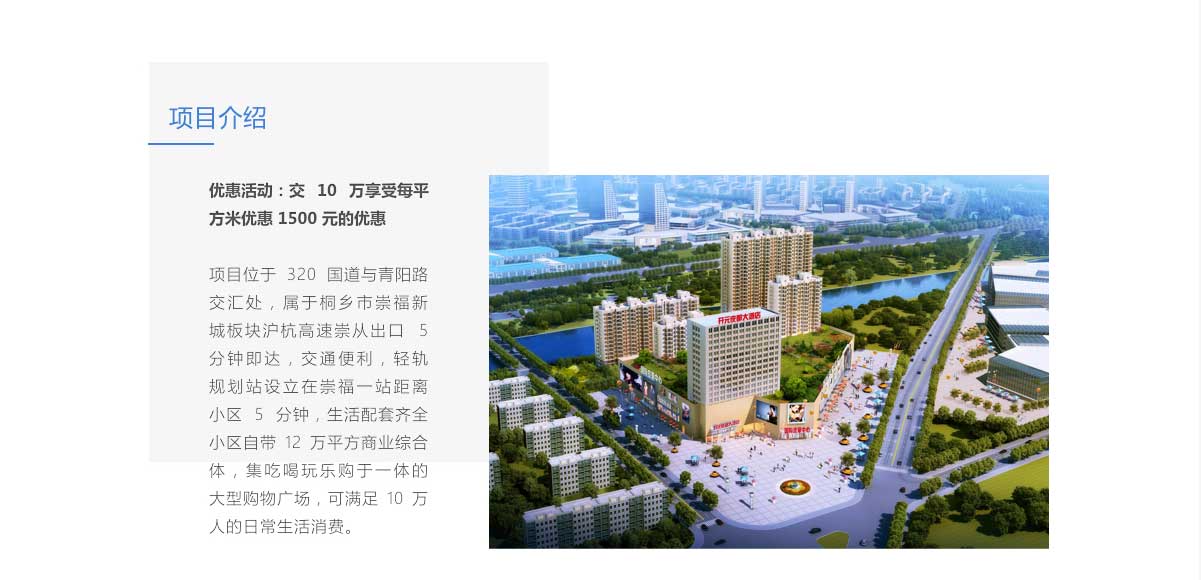 项目介绍
优惠活动：交 10 万享受每平
方米优惠 1500 元的优惠
项目位于 320 国道与青阳路
交汇处，属于桐乡市崇福新
城板块沪杭高速崇从出口 5
分钟即达，交通便利，轻轨
规划站设立在崇福一站距离
小区 5 分钟，生活配套齐全
小区自带 12 万平方商业综合
体，集吃喝玩乐购于一体的
大型购物广场，可满足 10 万
人的日常生活消费。